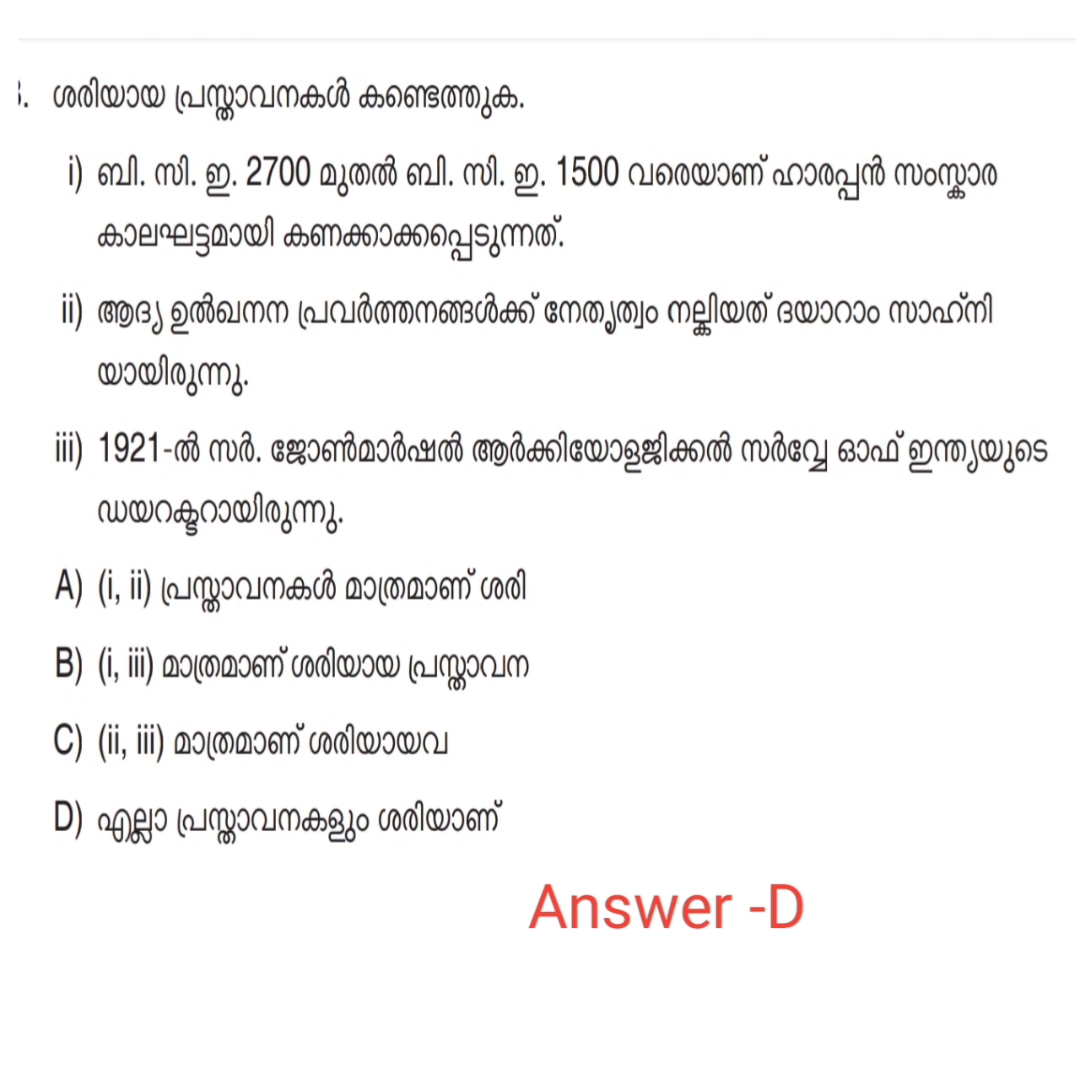 . ശരിയായ പ്രസ്താവനകൾ കണ്ടെത്തുക.
i) ബി. സി. ഇ. 2700 മുതൽ ബി. സി. ഇ. 1500 വരെയാണ് ഹാരപ്പൻ സംസ്കാര
കാലഘട്ടമായി കണക്കാക്കപ്പെടുന്നത്.
ii) ആദ്യ ഉൽഖനന പ്രവർത്തനങ്ങൾക്ക് നേതൃത്വം നല്കിയത് ദയാറാം സാഹ്നി
യായിരുന്നു.
iii) 1921-ൽ സർ. ജോൺമാർഷൽ ആർക്കിയോളജിക്കൽ സർവ്വേ ഓഫ് ഇന്ത്യയുടെ
ഡയറക്ടറായിരുന്നു.
A) (i, ii) പ്രസ്താവനകൾ മാത്രമാണ് ശരി
B) (i, iii) മാത്രമാണ് ശരിയായ പ്രസ്താവന
C) (ii, iii) മാത്രമാണ് ശരിയായവ
D) എല്ലാ പ്രസ്താവനകളും ശരിയാണ്
Answer -D